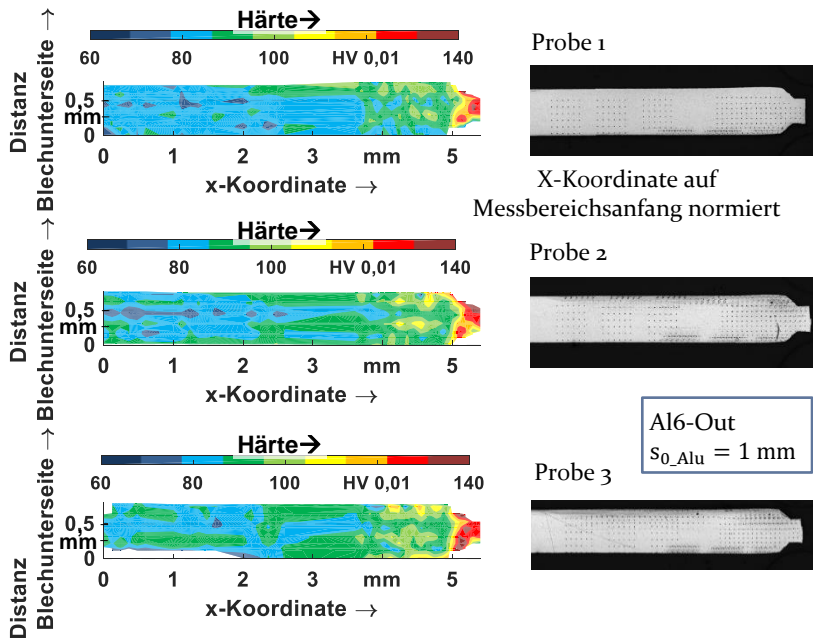 Härte→
HV 0,01
60 80 100 140
Distanz
Blechunterseite →
0,5
mm
0
0 1 2 3 mm 5
x-Koordinate →
Probe 1
X-Koordinate auf
Messbereichsanfang normiert
Härte→
HV 0,01
60 80 100 140
Distanz
Blechunterseite →
0,5
mm
0
0 1 2 3 mm 5
x-Koordinate →
Probe 2
Al6-Out
s0_Alu = 1 mm
Härte→
HV 0,01
60 80 100 140
Distanz
Blechunterseite →
0,5
mm
0
0 1 2 3 mm 5
x-Koordinate →
Probe 3